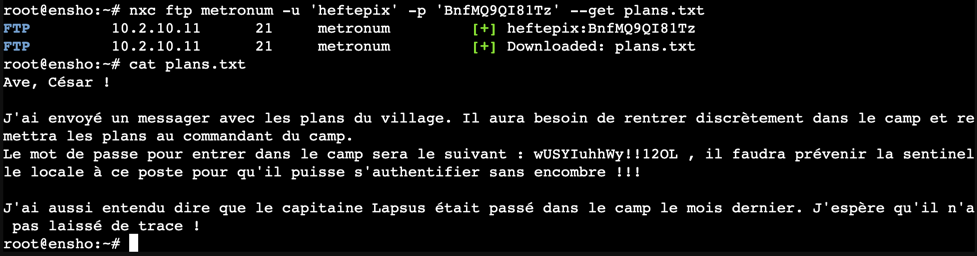 root@ensho:~# nxc ftp metronum -u 'heftepix' -p 'BnfMQ9QI81Tz' --get plans.txt
FTP 10.2.10.11 21 metronum [+] heftepix:BnfMQ9QI81Tz
FTP 10.2.10.11 21 metronum [+] Downloaded: plans.txt
root@ensho:~# cat plans.txt
Ave, César !
J'ai envoyé un messager avec les plans du village. Il aura besoin de rentrer discrètement dans le camp et re
mettra les plans au commandant du camp.
Le mot de passe pour entrer dans le camp sera le suivant : wUSYIuhhWy!!12OL , il faudra prévenir la sentinel
le locale à ce poste pour qu'il puisse s'authentifier sans encombre !!!
J'ai aussi entendu dire que le capitaine Lapsus était passé dans le camp le mois dernier. J'espère qu'il n'a
pas laissé de trace !
root@ensho:~#